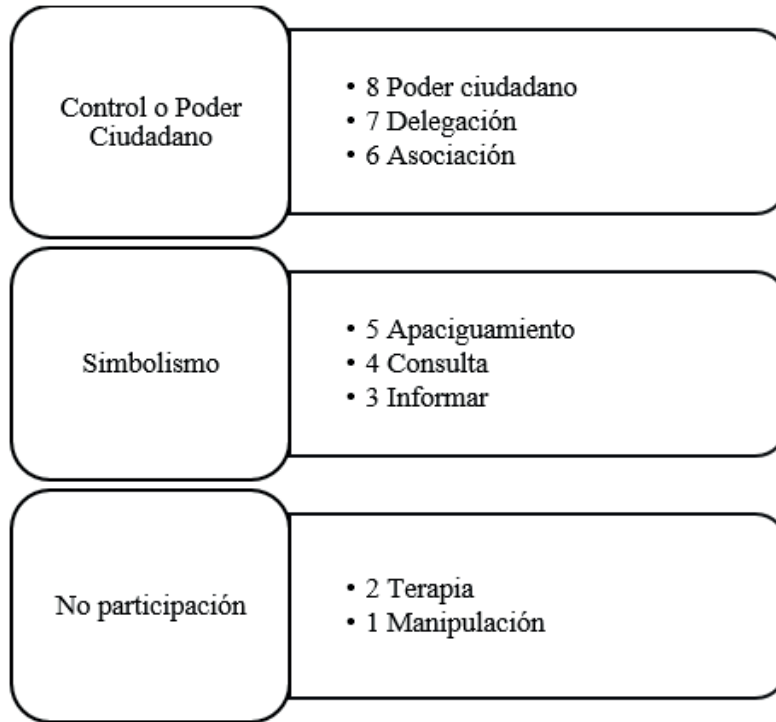 Control o Poder
Ciudadano
• 8 Poder ciudadano
• 7 Delegación
• 6 Asociación
Simbolismo
• 5 Apaciguamiento
• 4 Consulta
• 3 Informar
No participación
• 2 Terapia
• 1 Manipulación